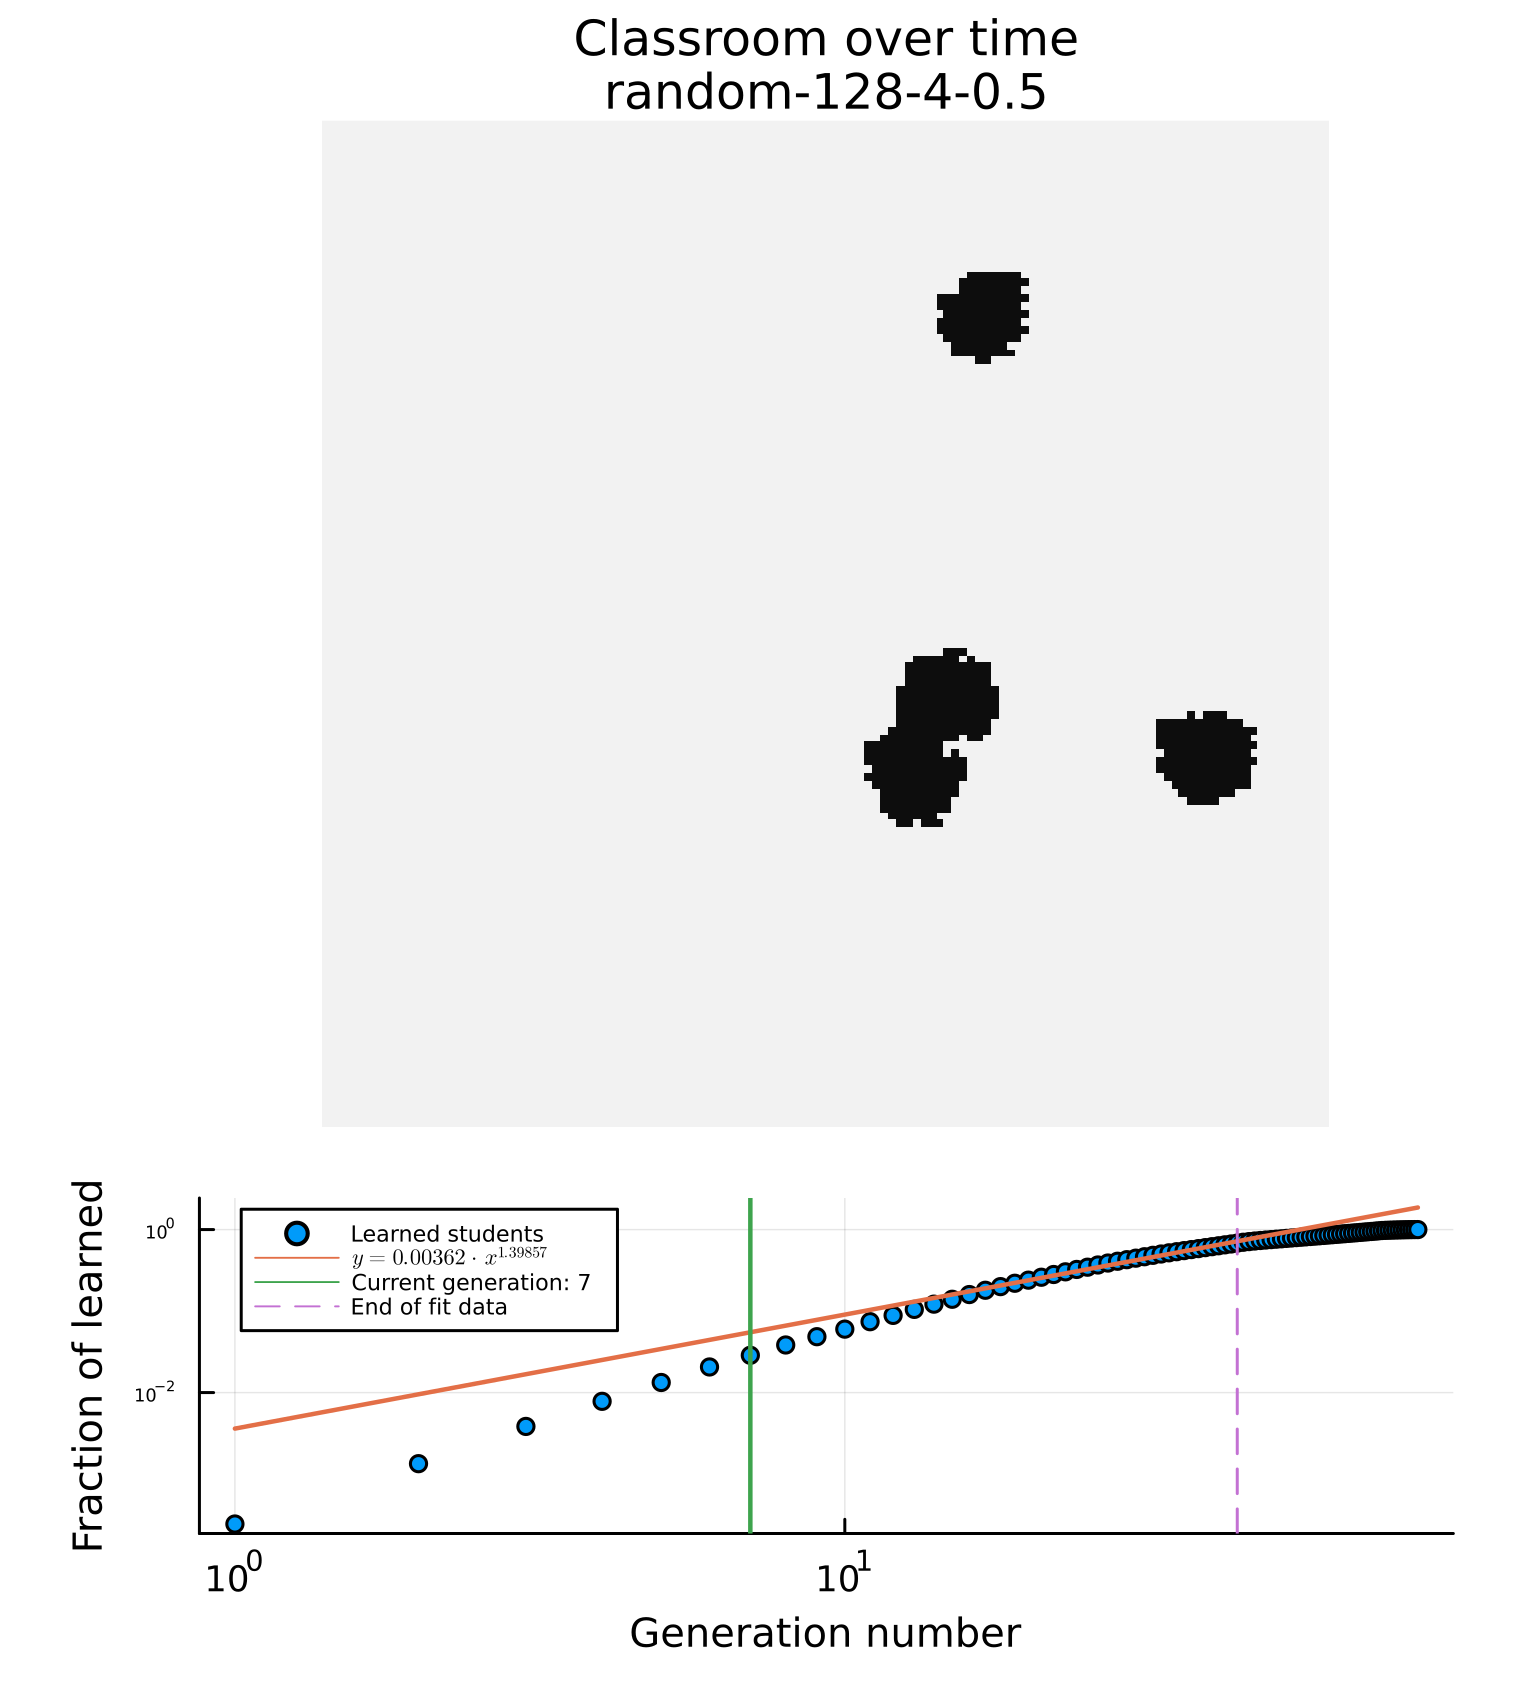 Classroom over time
random-128-4-0.5
Fraction of learned
10^0
10^-2
Learned students
y = 0.00362 · x^1.39857
Current generation: 7
End of fit data
10^0
10^1
Generation number